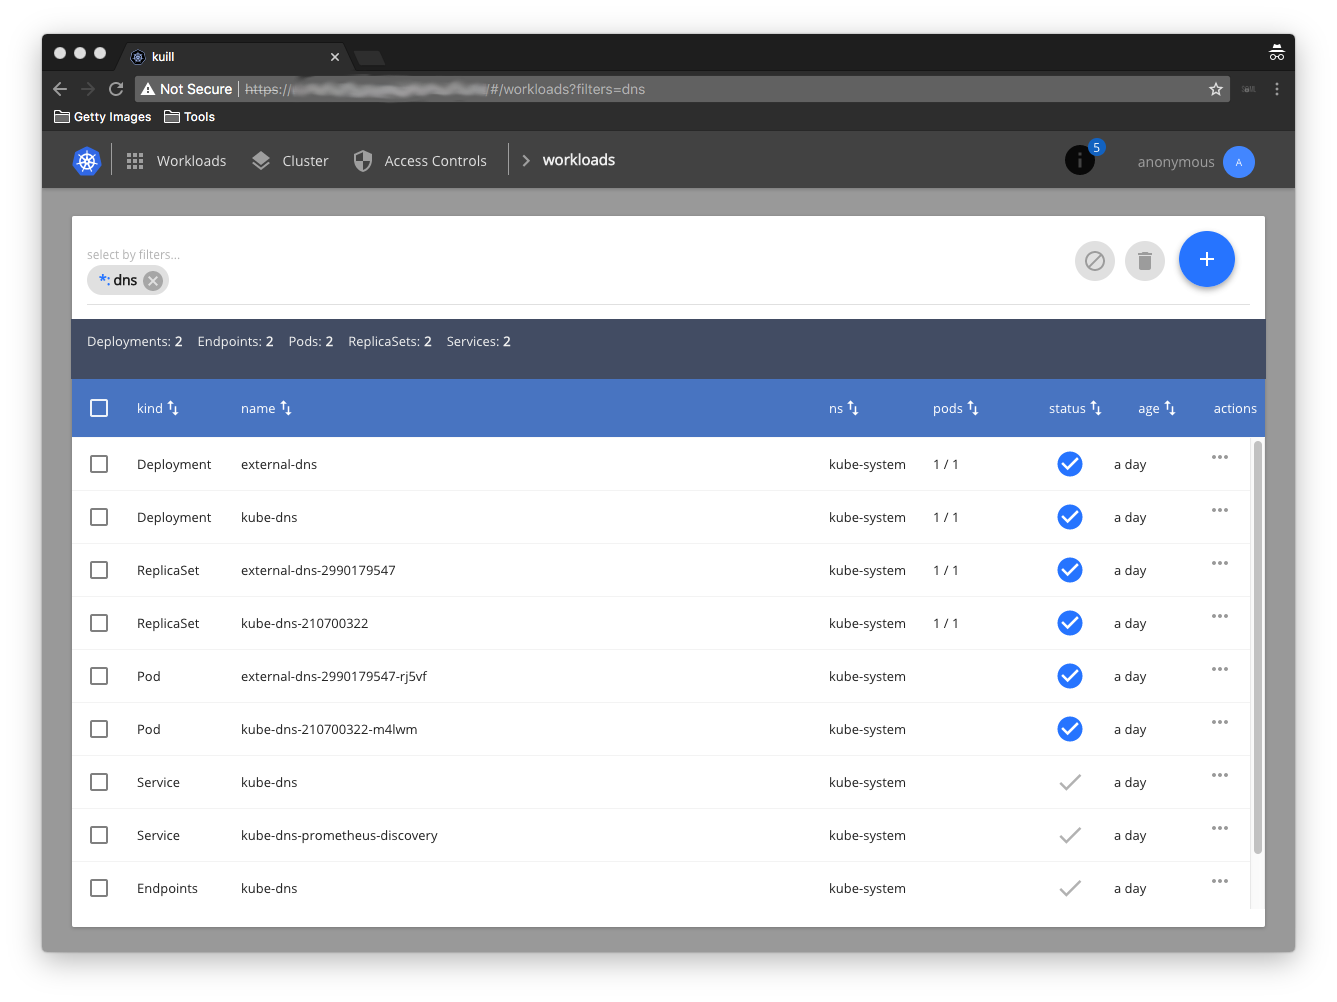 kuill
Not Secure https:// /#/workloads?filters=dns
Getty Images Tools
Workloads Cluster Access Controls workloads 5 anonymous A
select by filters...
*: dns
Deployments: 2 Endpoints: 2 Pods: 2 ReplicaSets: 2 Services: 2
kind name ns pods status age actions
Deployment external-dns kube-system 1 / 1 a day
Deployment kube-dns kube-system 1 / 1 a day
ReplicaSet external-dns-2990179547 kube-system 1 / 1 a day
ReplicaSet kube-dns-210700322 kube-system 1 / 1 a day
Pod external-dns-2990179547-rj5vf kube-system a day
Pod kube-dns-210700322-m4lwm kube-system a day
Service kube-dns kube-system a day
Service kube-dns-prometheus-discovery kube-system a day
Endpoints kube-dns kube-system a day